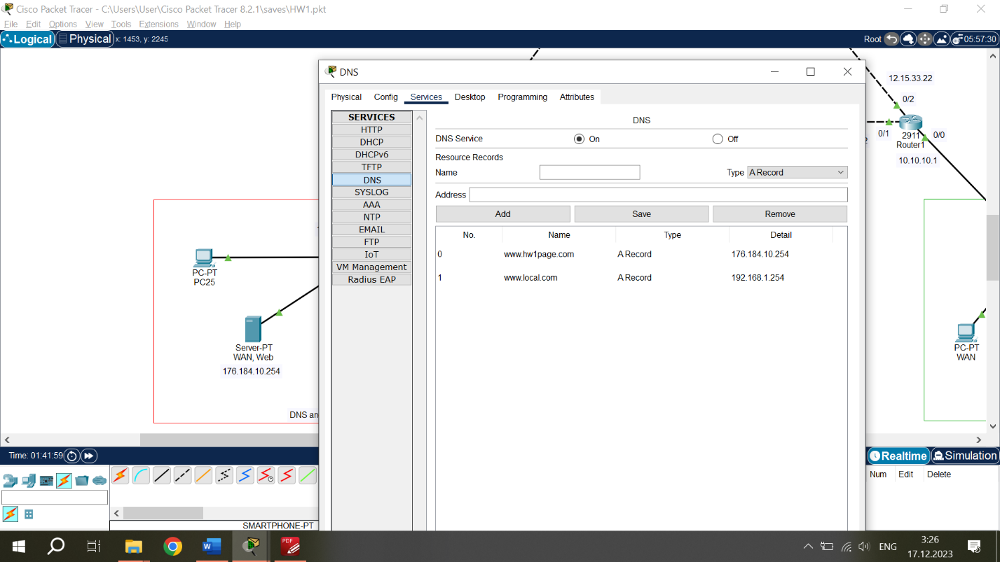 Cisco Packet Tracer - C:\Users\User\Cisco Packet Tracer 8.2.1\saves\HW1.pkt
File Edit Options View Tools Extensions Window Help
Logical Physical x: 1453, y: 2245 Root 05:57:30
DNS
Physical Config Services Desktop Programming Attributes
SERVICES
HTTP
DHCP
DHCPv6
TFTP
DNS
SYSLOG
AAA
NTP
EMAIL
FTP
IoT
VM Management
Radius EAP
DNS
DNS Service On Off
Resource Records
Name Type A Record
Address
Add Save Remove
No. Name Type Detail
0 www.hw1page.com A Record 176.184.10.254
1 www.local.com A Record 192.168.1.254
12.15.33.22
0/2
0/1 2911 0/0
Router1
10.10.10.1
PC-PT
PC25
Server-PT
WAN, Web
176.184.10.254
DNS an
PC-PT
WAN
Time: 01:41:59 Realtime Simulation
Num Edit Delete
SMARTPHONE-PT
PDF
ENG
3:26
17.12.2023